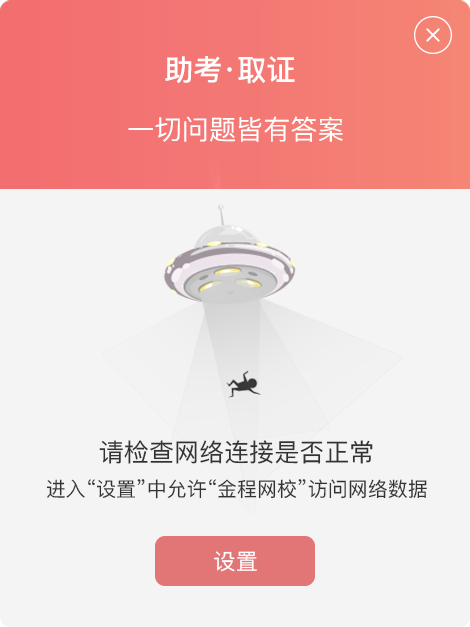 助考·取证
一切问题皆有答案
请检查网络连接是否正常
进入“设置”中允许“金程网校”访问网络数据
设置